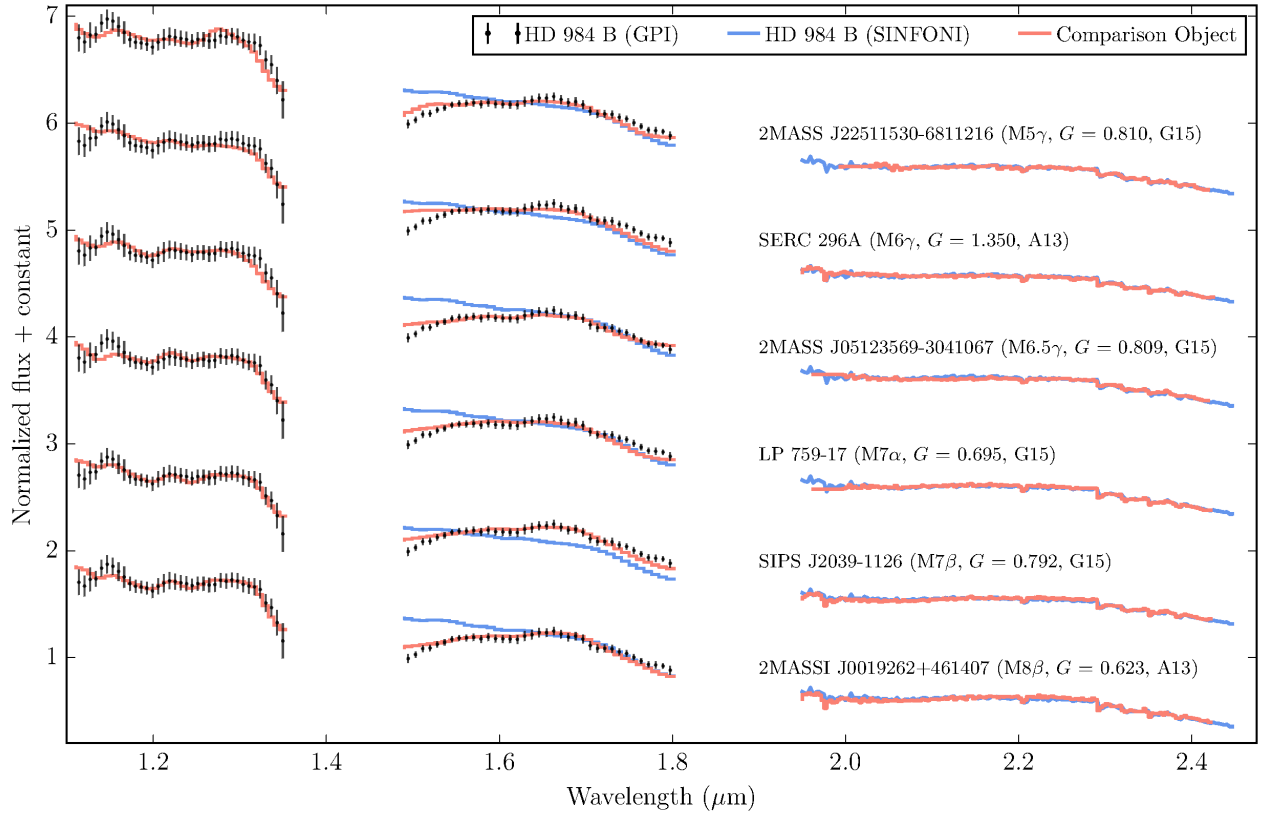 HD 984 B (GPI) HD 984 B (SINFONI) Comparison Object
7
6
5
4
3
2
1
Normalized flux + constant
2MASS J22511530-6811216 (M5γ, G = 0.810, G15)
SERC 296A (M6γ, G = 1.350, A13)
2MASS J05123569-3041067 (M6.5γ, G = 0.809, G15)
LP 759-17 (M7α, G = 0.695, G15)
SIPS J2039-1126 (M7β, G = 0.792, G15)
2MASSI J0019262+461407 (M8β, G = 0.623, A13)
1.2 1.4 1.6 1.8 2.0 2.2 2.4
Wavelength (μm)